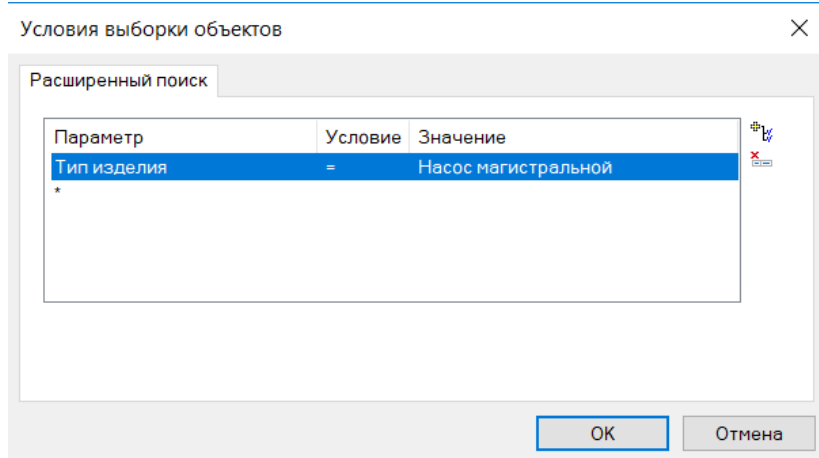 Условия выборки объектов
Расширенный поиск
Параметр Условие Значение
Тип изделия = Насос магистральной
*
OK Отмена